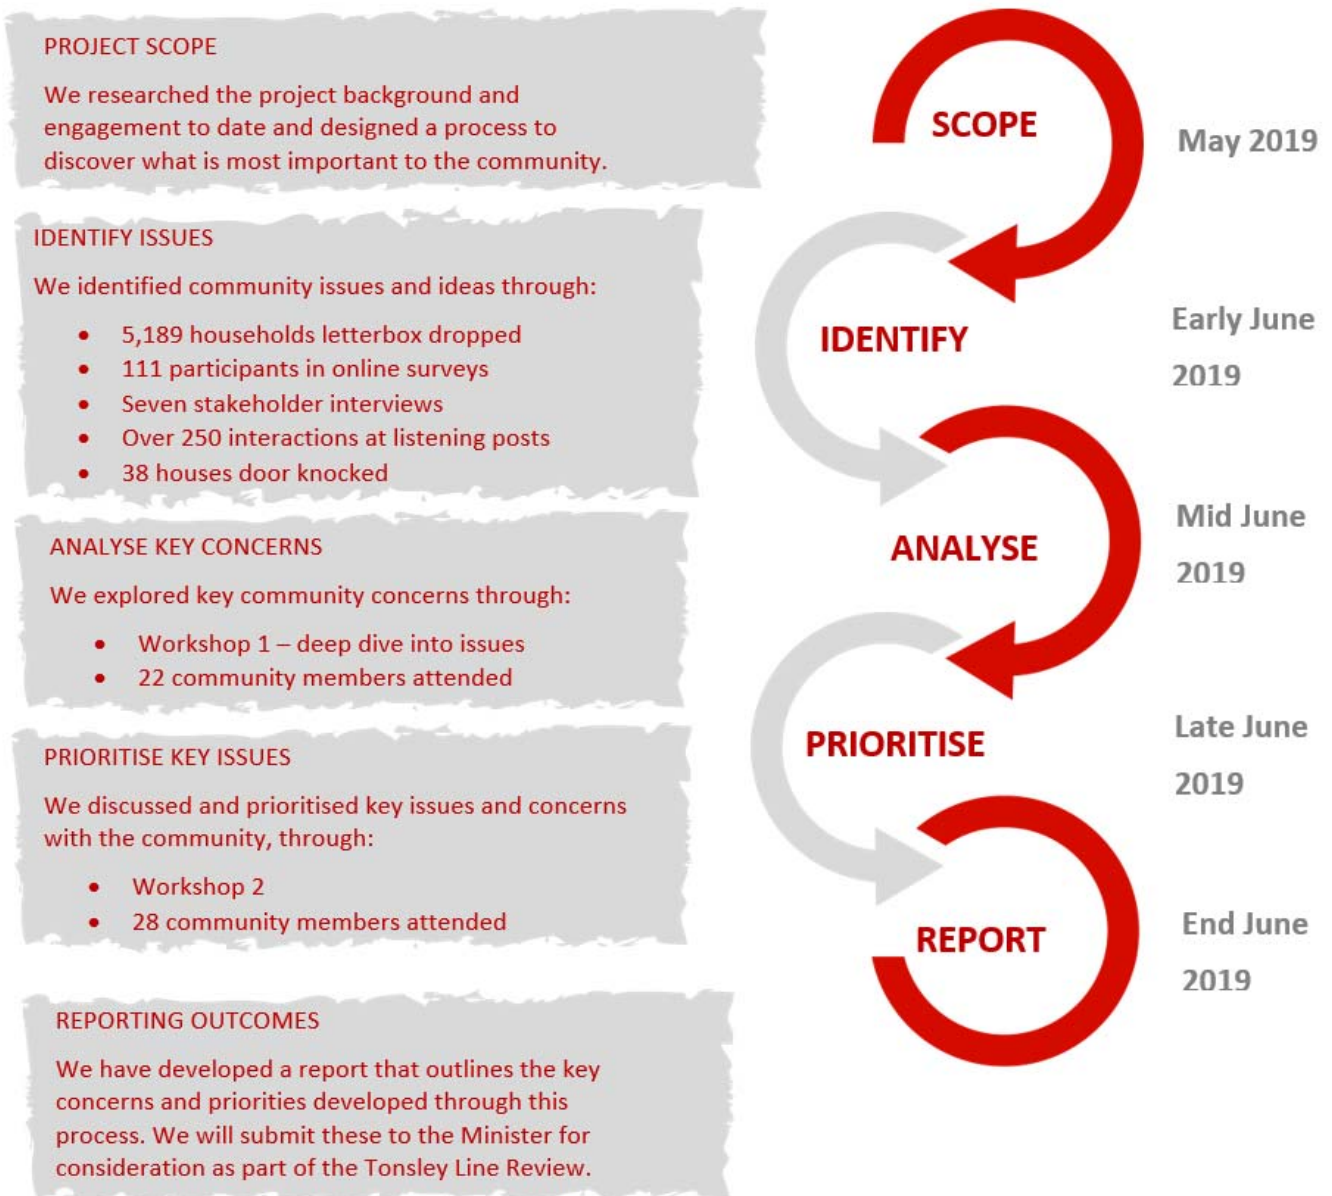 PROJECT SCOPE
We researched the project background and
engagement to date and designed a process to
discover what is most important to the community.
SCOPE
May 2019
IDENTIFY ISSUES
We identified community issues and ideas through:
• 5,189 households letterbox dropped
• 111 participants in online surveys
• Seven stakeholder interviews
• Over 250 interactions at listening posts
• 38 houses door knocked
IDENTIFY
Early June
2019
ANALYSE KEY CONCERNS
We explored key community concerns through:
• Workshop 1 – deep dive into issues
• 22 community members attended
ANALYSE
Mid June
2019
PRIORITISE KEY ISSUES
We discussed and prioritised key issues and concerns
with the community, through:
• Workshop 2
• 28 community members attended
PRIORITISE
Late June
2019
REPORTING OUTCOMES
We have developed a report that outlines the key
concerns and priorities developed through this
process. We will submit these to the Minister for
consideration as part of the Tonsley Line Review.
REPORT
End June
2019